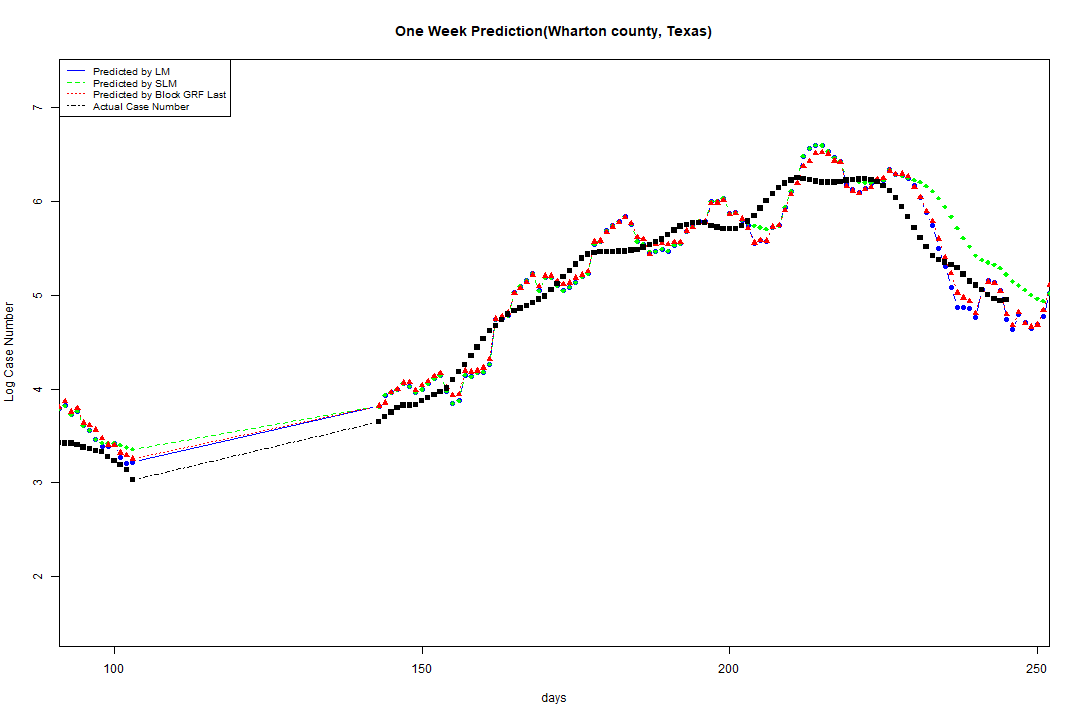 One Week Prediction(Wharton county, Texas)
Predicted by LM
Predicted by SLM
Predicted by Block GRF Last
Actual Case Number
7
6
5
4
3
2
Log Case Number
100 150 200 250
days